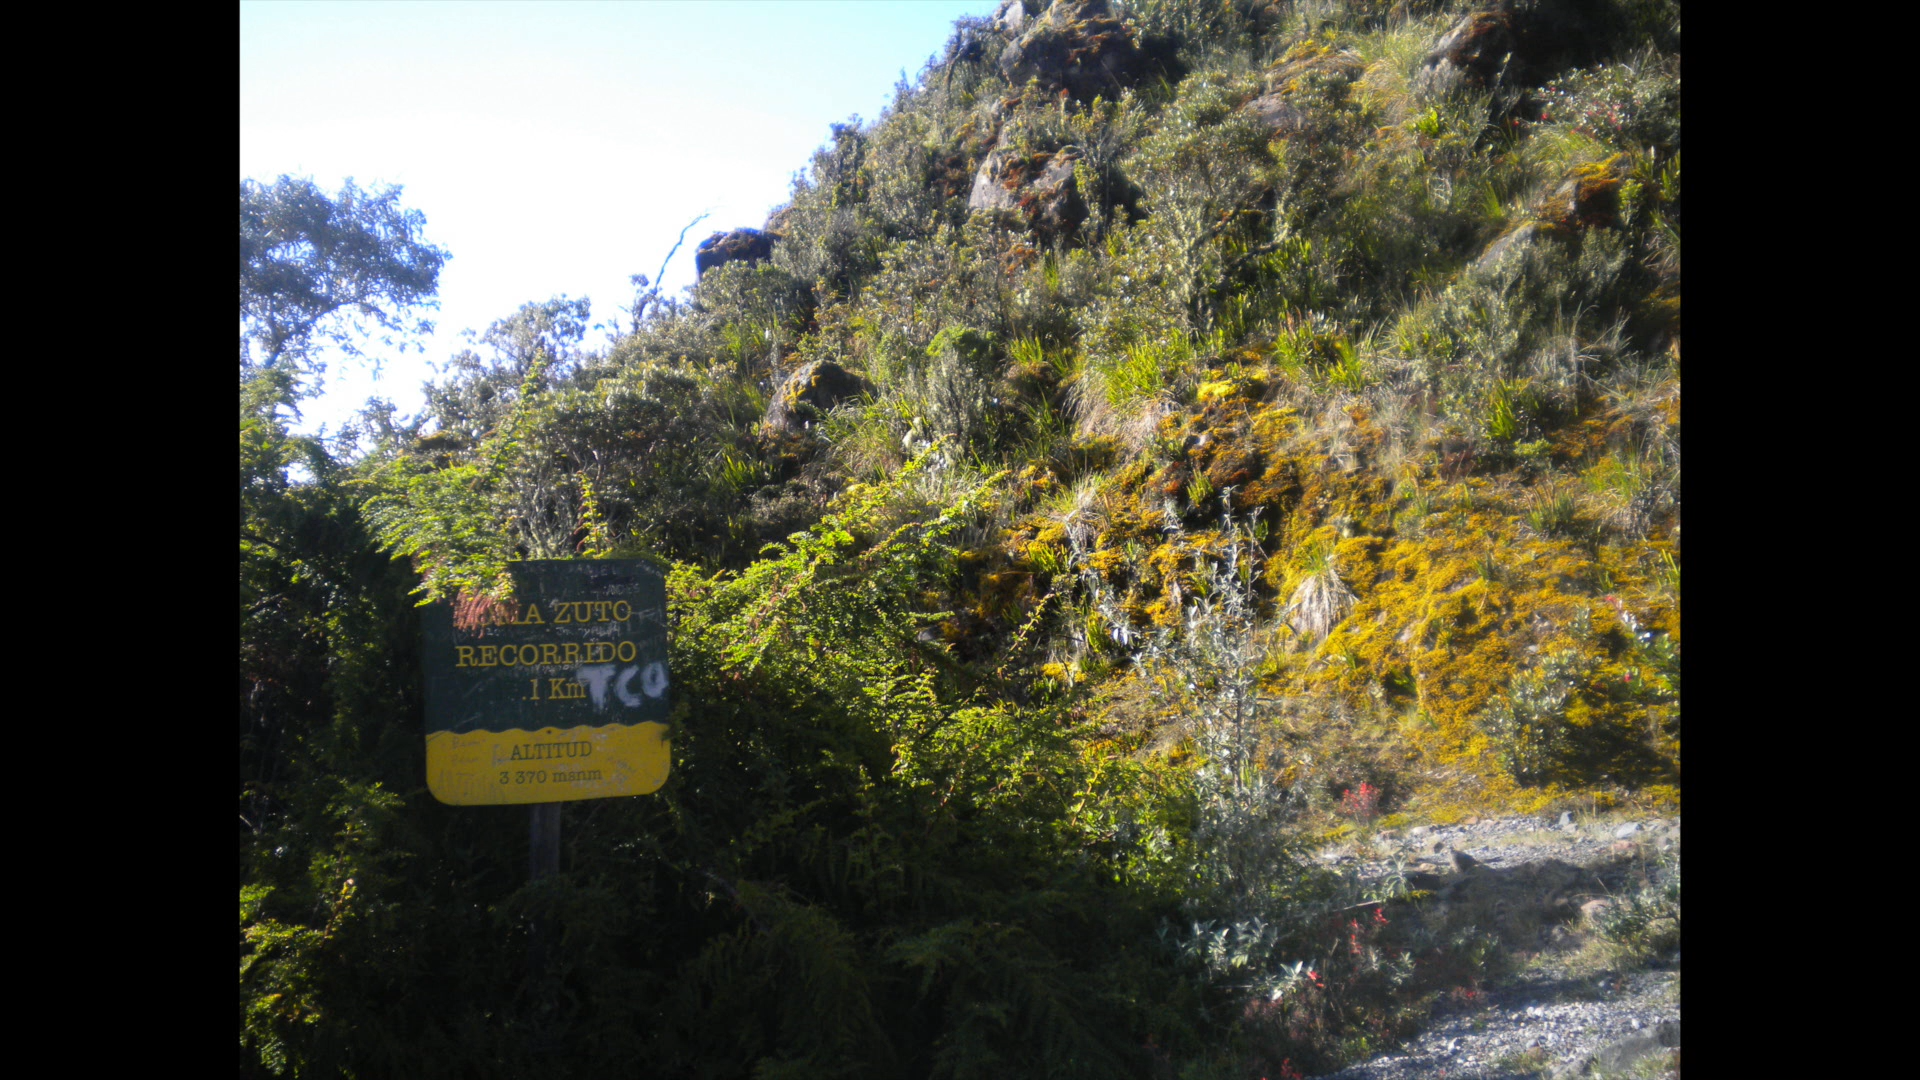 ZUTO
RECORRIDO
.1 Km TCO
ALTITUD
3 370 msnm